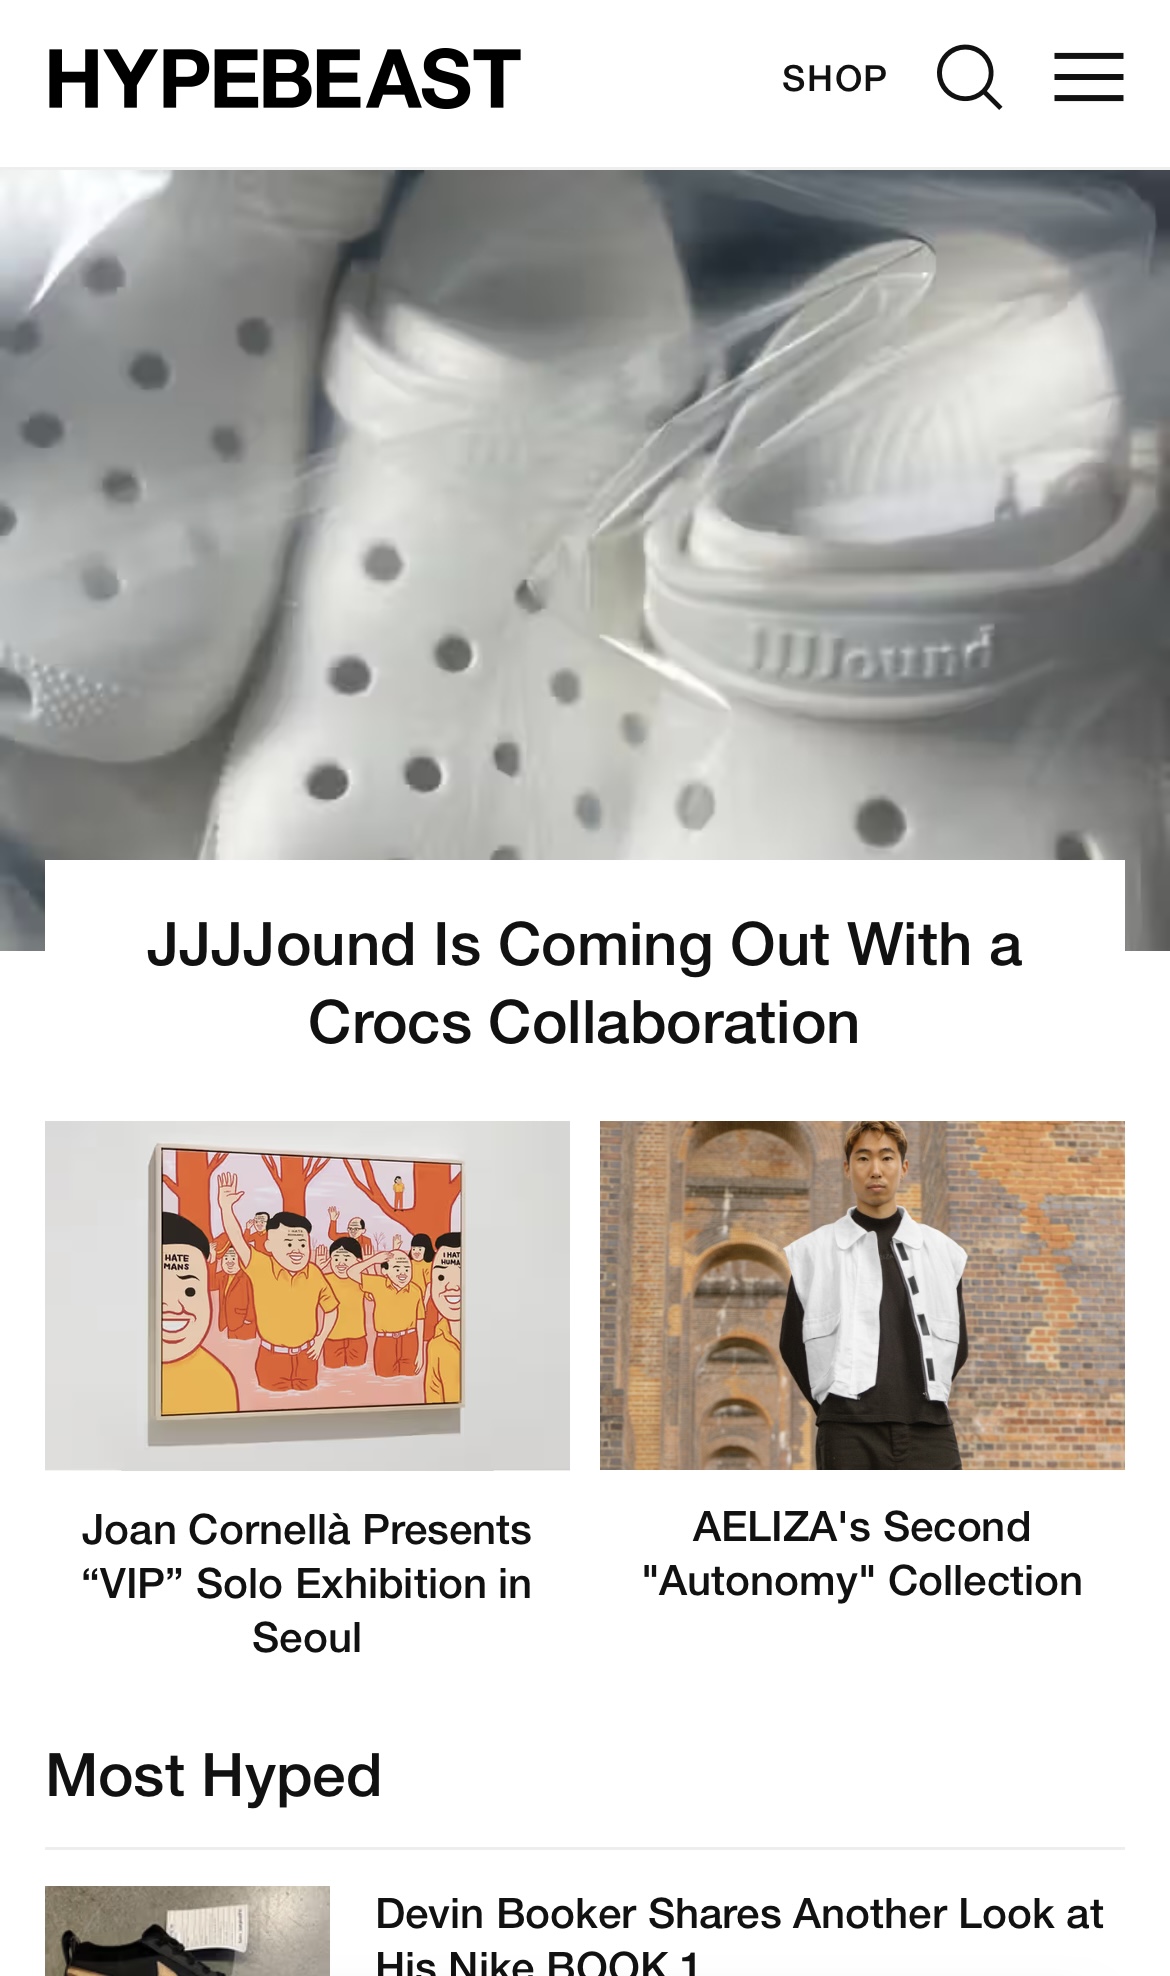 HYPEBEAST
SHOP
JJJJound
JJJJound Is Coming Out With a
Crocs Collaboration
I HATE
HUMA
HATE
MANS
Joan Cornellà Presents
“VIP” Solo Exhibition in
Seoul
AELIZA's Second
"Autonomy" Collection
Most Hyped
Devin Booker Shares Another Look at
His Nike BOOK 1